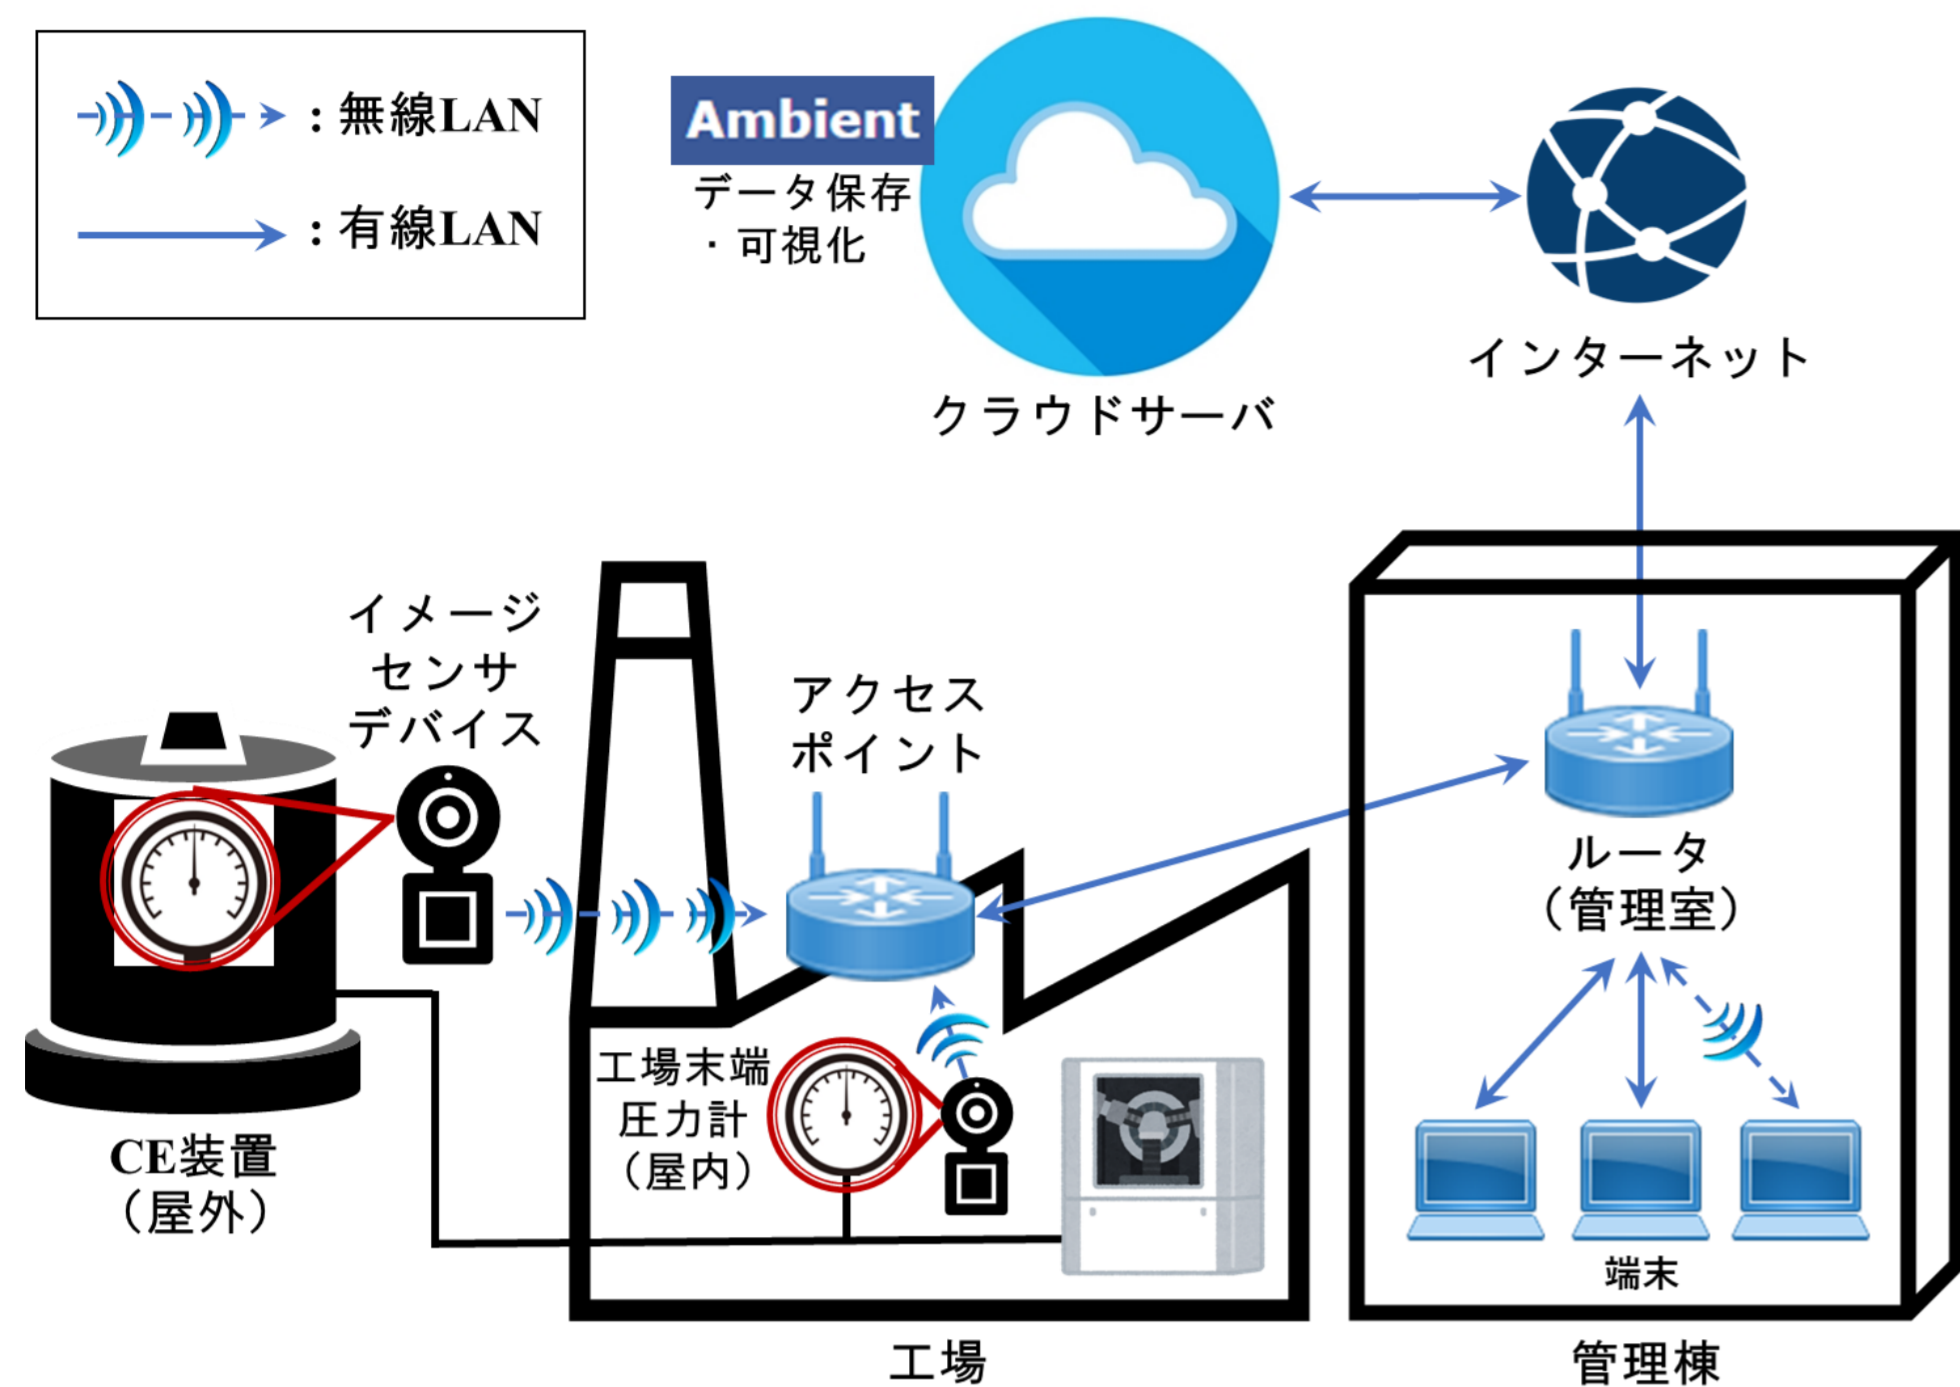 ：無線LAN
：有線LAN
Ambient
データ保存
・可視化
クラウドサーバ
インターネット
イメージ
センサ
デバイス
アクセス
ポイント
ルータ
（管理室）
工場末端
圧力計
（屋内）
CE装置
（屋外）
端末
工場
管理棟